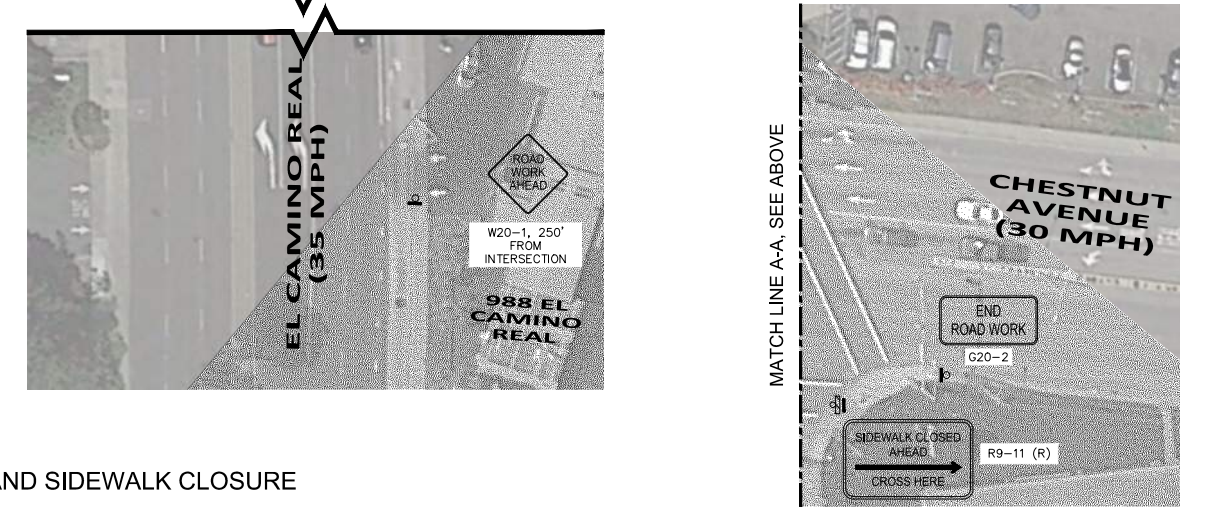 EL CAMINO REAL
(35 MPH)
ROAD
WORK
AHEAD
W20-1, 250'
FROM
INTERSECTION
988 EL
CAMINO
REAL
AND SIDEWALK CLOSURE
MATCH LINE A-A, SEE ABOVE
CHESTNUT
AVENUE
(30 MPH)
END
ROAD WORK
G20-2
SIDEWALK CLOSED
AHEAD
CROSS HERE
R9-11 (R)